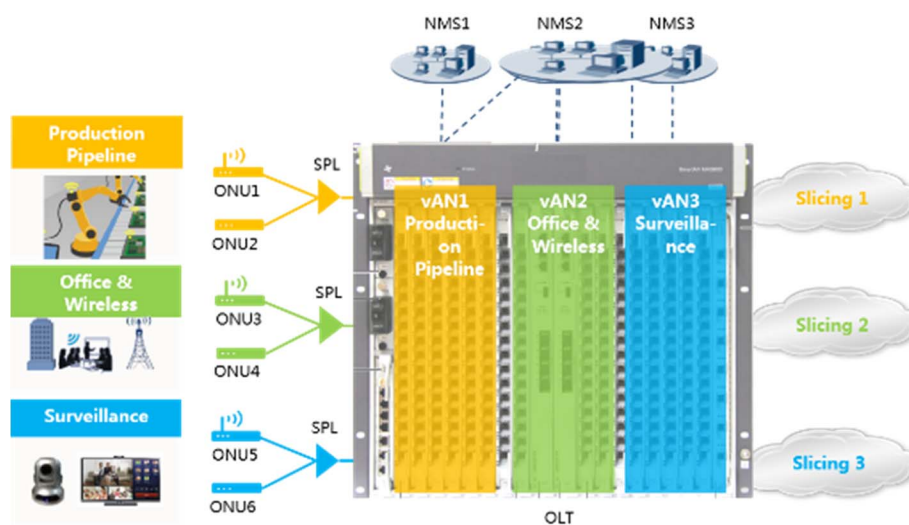 NMS1
NMS2
NMS3
Production
Pipeline
ONU1
ONU2
SPL
vAN1
Producti-
on
Pipeline
vAN2
Office &
Wireless
vAN3
Surveilla-
nce
Slicing 1
Office &
Wireless
ONU3
ONU4
SPL
Slicing 2
Surveillance
ONU5
ONU6
SPL
Slicing 3
OLT